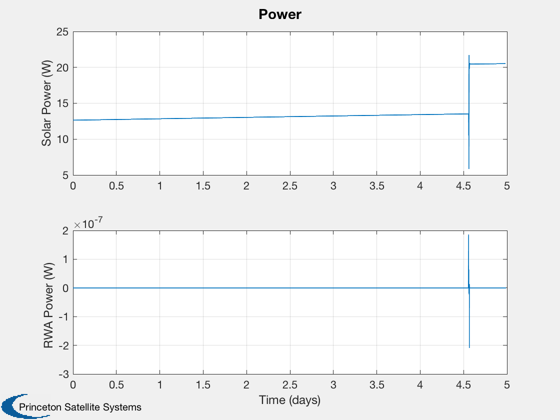 Power
25
20
15
10
5
Solar Power (W)
0 0.5 1 1.5 2 2.5 3 3.5 4 4.5 5
×10⁻⁷
2
1
0
-1
-2
-3
RWA Power (W)
0 0.5 1 1.5 2 2.5 3 3.5 4 4.5 5
Time (days)
Princeton Satellite Systems